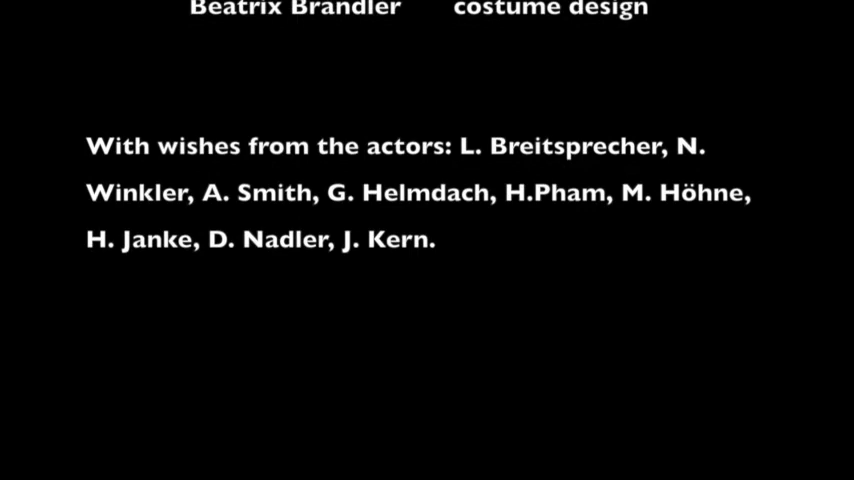 Beatrix Brandler costume design
With wishes from the actors: L. Breitsprecher, N.
Winkler, A. Smith, G. Helmdach, H.Pham, M. Höhne,
H. Janke, D. Nadler, J. Kern.